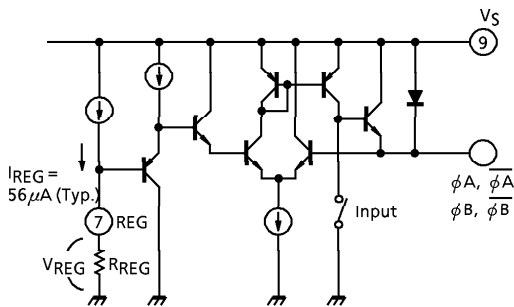 VS
9
IREG =
56μA (Typ.)
7 REG
VREG
RREG
Input
φA, φA̅
φB, φB̅